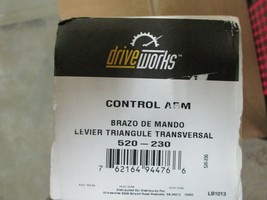 driveworks
CONTROL ARM
BRAZO DE MANDO
LEVIER TRIANGULE TRANSVERSAL
520-230
7 62164 94476 6
LB1013